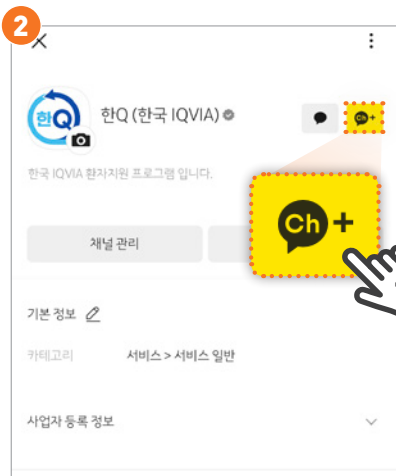 2
한Q
한Q (한국 IQVIA)
Ch+
한국 IQVIA 환자지원 프로그램 입니다.
Ch+
채널 관리
기본 정보
카테고리 서비스 > 서비스 일반
사업자 등록 정보